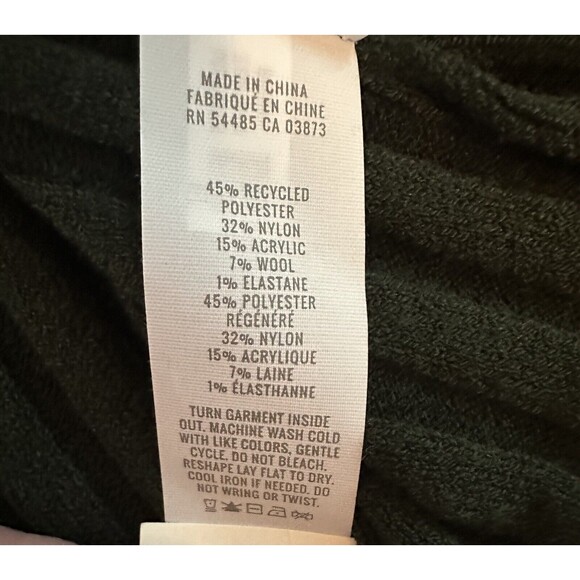 MADE IN CHINA
FABRIQUÉ EN CHINE
RN 54485 CA 03873
45% RECYCLED
POLYESTER
32% NYLON
15% ACRYLIC
7% WOOL
1% ELASTANE
45% POLYESTER
RÉGÉNÉRÉ
32% NYLON
15% ACRYLIQUE
7% LAINE
1% ÉLASTHANNE
TURN GARMENT INSIDE
OUT. MACHINE WASH COLD
WITH LIKE COLORS, GENTLE
CYCLE. DO NOT BLEACH.
RESHAPE LAY FLAT TO DRY.
COOL IRON IF NEEDED. DO
NOT WRING OR TWIST.